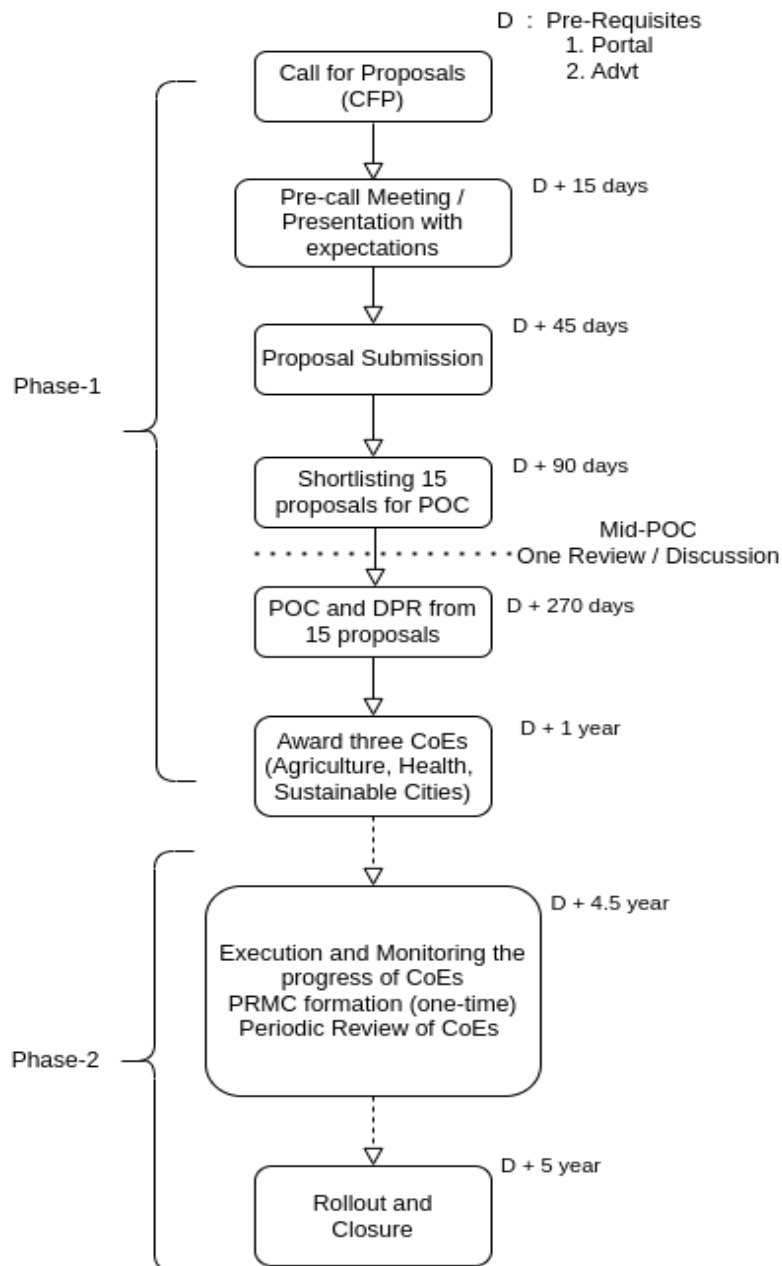 D : Pre-Requisites
1. Portal
2. Advt
Call for Proposals
(CFP)
Pre-call Meeting /
Presentation with
expectations
D + 15 days
Proposal Submission
D + 45 days
Phase-1
Shortlisting 15
proposals for POC
D + 90 days
Mid-POC
One Review / Discussion
POC and DPR from
15 proposals
D + 270 days
Award three CoEs
(Agriculture, Health,
Sustainable Cities)
D + 1 year
Execution and Monitoring the
progress of CoEs
PRMC formation (one-time)
Periodic Review of CoEs
D + 4.5 year
Phase-2
Rollout and
Closure
D + 5 year